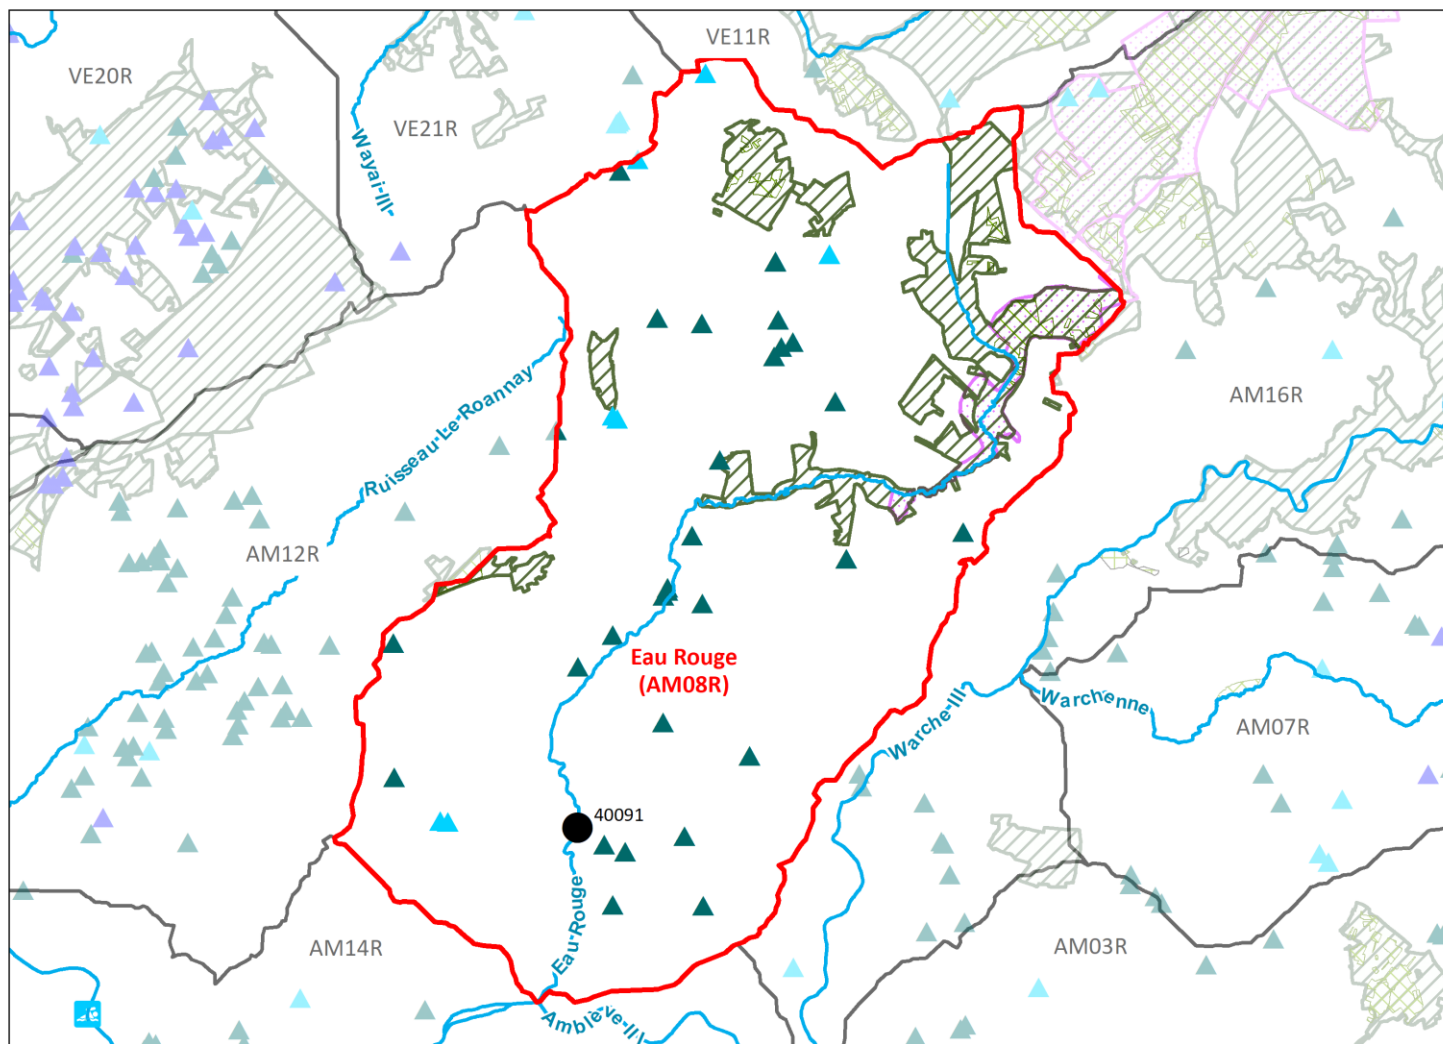 VE11R
VE20R
VE21R
Wayai-III
Ruisseau-Le-Roannay
AM16R
AM12R
Eau Rouge
(AM08R)
Warche-III
Warchenne
AM07R
40091
Eau-Rouge
AM14R
AM03R
Amblève-II-I